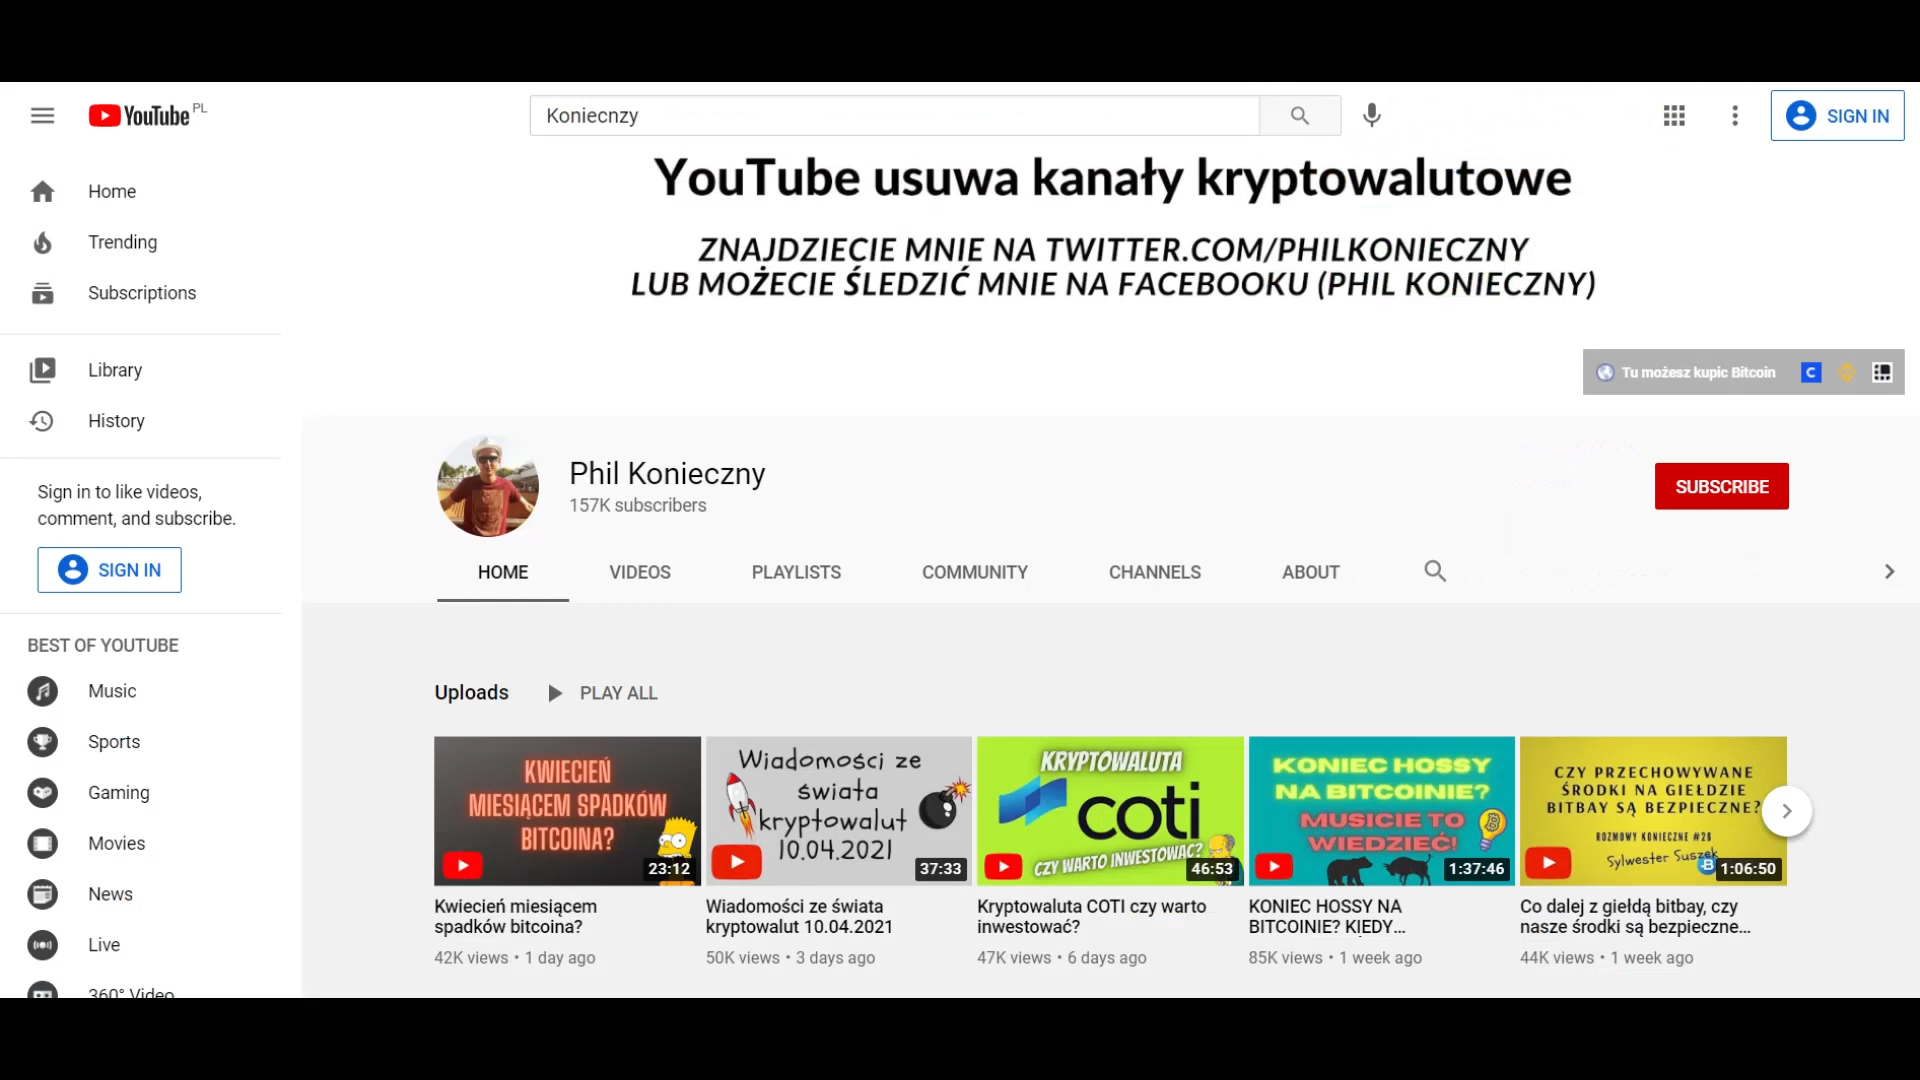 YouTube PL
Koniecnzy
SIGN IN
Home
Trending
Subscriptions
Library
History
Sign in to like videos,
comment, and subscribe.
SIGN IN
BEST OF YOUTUBE
Music
Sports
Gaming
Movies
News
Live
360° Video
YouTube usuwa kanały kryptowalutowe
ZNAJDZIECIE MNIE NA TWITTER.COM/PHILKONIECZNY
LUB MOŻECIE ŚLEDZIĆ MNIE NA FACEBOOKU (PHIL KONIECZNY)
Tu możesz kupic Bitcoin
Phil Konieczny
157K subscribers
SUBSCRIBE
HOME VIDEOS PLAYLISTS COMMUNITY CHANNELS ABOUT
Uploads PLAY ALL
KWIECIEŃ
MIESIĄCEM SPADKÓW
BITCOINA?
23:12
Kwiecień miesiącem
spadków bitcoina?
42K views • 1 day ago
Wiadomości ze
świata
kryptowalut
10.04.2021
37:33
Wiadomości ze świata
kryptowalut 10.04.2021
50K views • 3 days ago
KRYPTOWALUTA
COTI
CZY WARTO INWESTOWAĆ?
46:53
Kryptowaluta COTI czy warto
inwestować?
47K views • 6 days ago
KONIEC HOSSY
NA BITCOINIE?
MUSICIE TO
WIEDZIEĆ!
1:37:46
KONIEC HOSSY NA
BITCOINIE? KIEDY...
85K views • 1 week ago
CZY PRZECHOWYWANE
ŚRODKI NA GIEŁDZIE
BITBAY SĄ BEZPIECZNE?
ROZMOWY KONIECZNE #26
Sylwester Suszek
1:06:50
Co dalej z giełdą bitbay, czy
nasze środki są bezpieczne...
44K views • 1 week ago